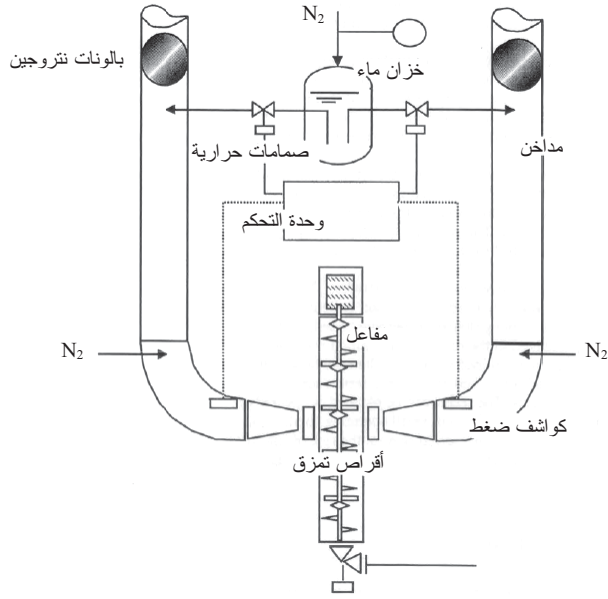 N₂
بالونات نتروجين
خزان ماء
صمامات حرارية
مداخن
وحدة التحكم
مفاعل
N₂
N₂
كواشف ضغط
أقراص تمزق